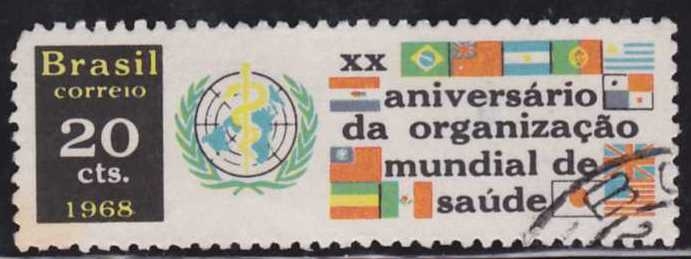 Brasil
correio
20
cts.
1968
xx
aniversário
da organização
mundial de
saúde